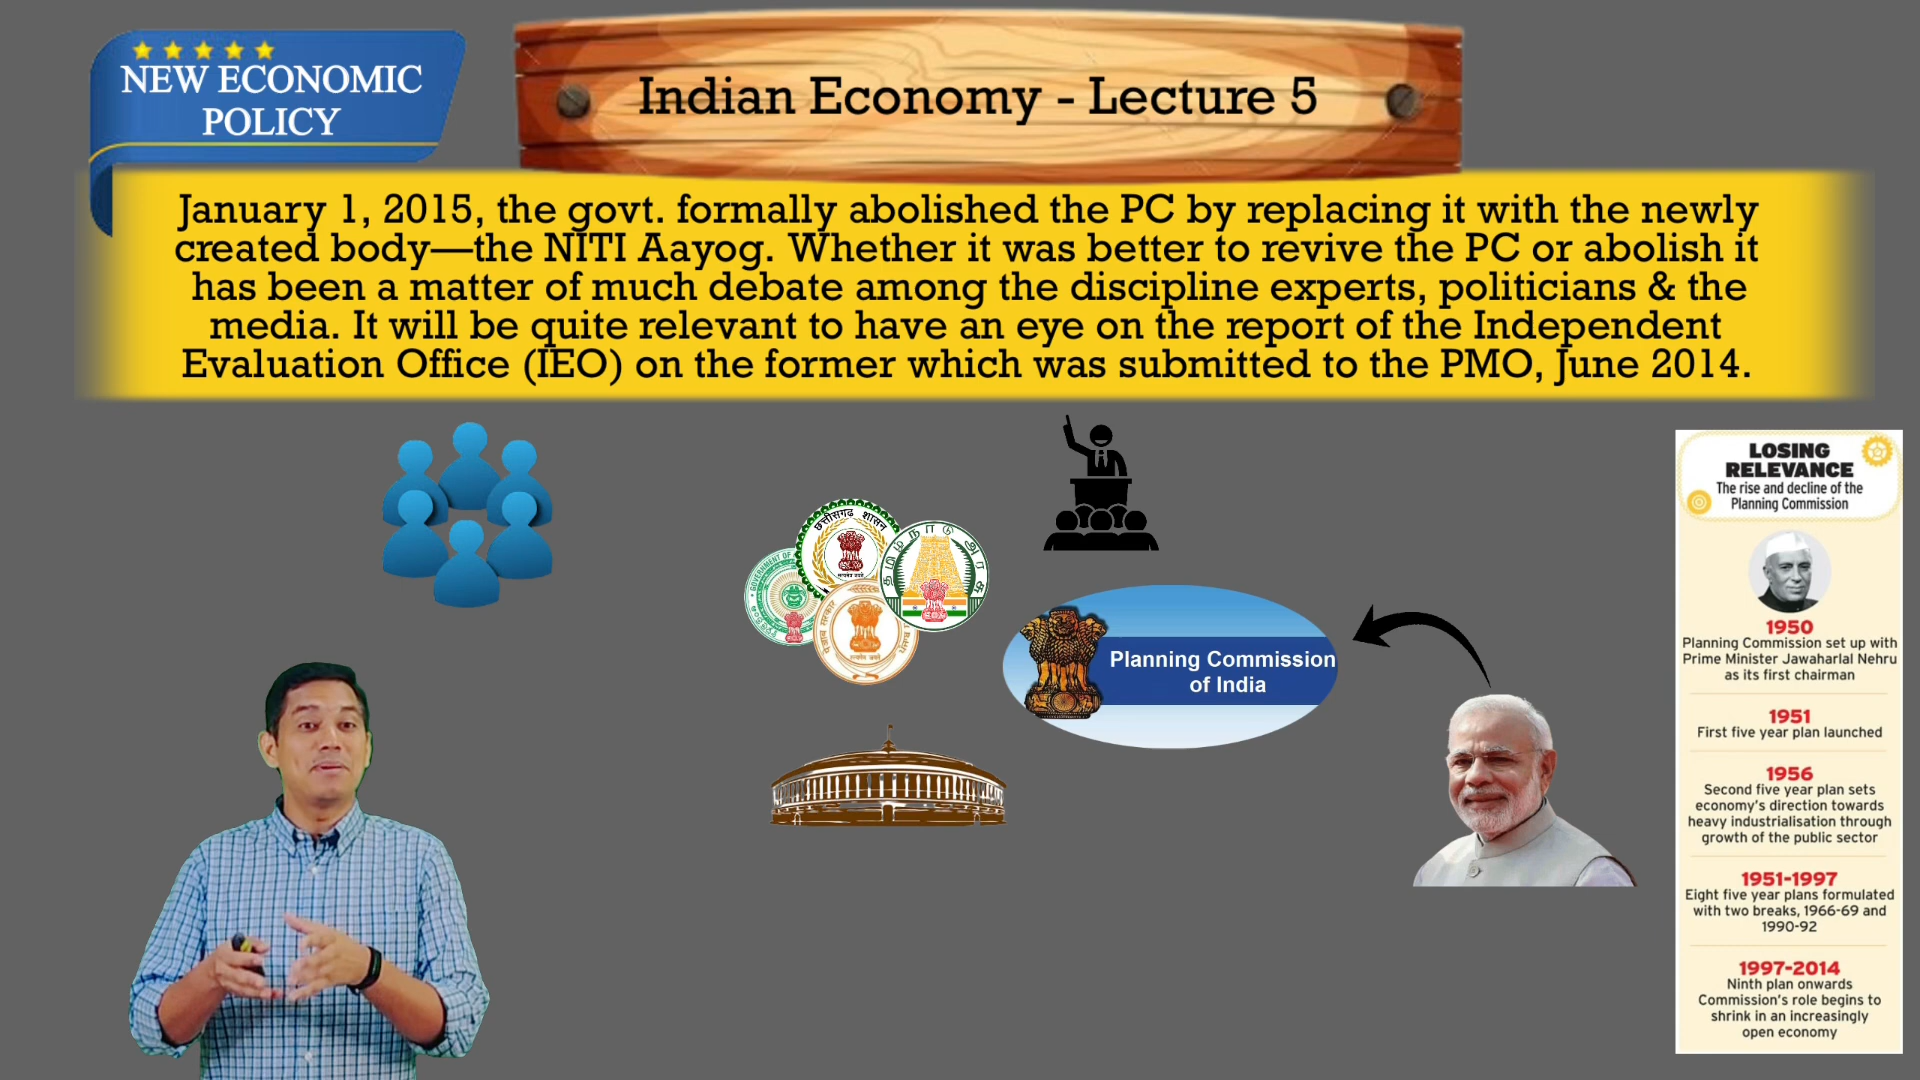 NEW ECONOMIC
POLICY
Indian Economy - Lecture 5
January 1, 2015, the govt. formally abolished the PC by replacing it with the newly
created body—the NITI Aayog. Whether it was better to revive the PC or abolish it
has been a matter of much debate among the discipline experts, politicians & the
media. It will be quite relevant to have an eye on the report of the Independent
Evaluation Office (IEO) on the former which was submitted to the PMO, June 2014.
छत्तीसगढ़ शासन
தமிழ்நாடு அரசு
GOVERNMENT OF
Planning Commission
of India
LOSING
RELEVANCE
The rise and decline of the
Planning Commission
1950
Planning Commission set up with
Prime Minister Jawaharlal Nehru
as its first chairman
1951
First five year plan launched
1956
Second five year plan sets
economy's direction towards
heavy industrialisation through
growth of the public sector
1951-1997
Eight five year plans formulated
with two breaks, 1966-69 and
1990-92
1997-2014
Ninth plan onwards
Commission's role begins to
shrink in an increasingly
open economy